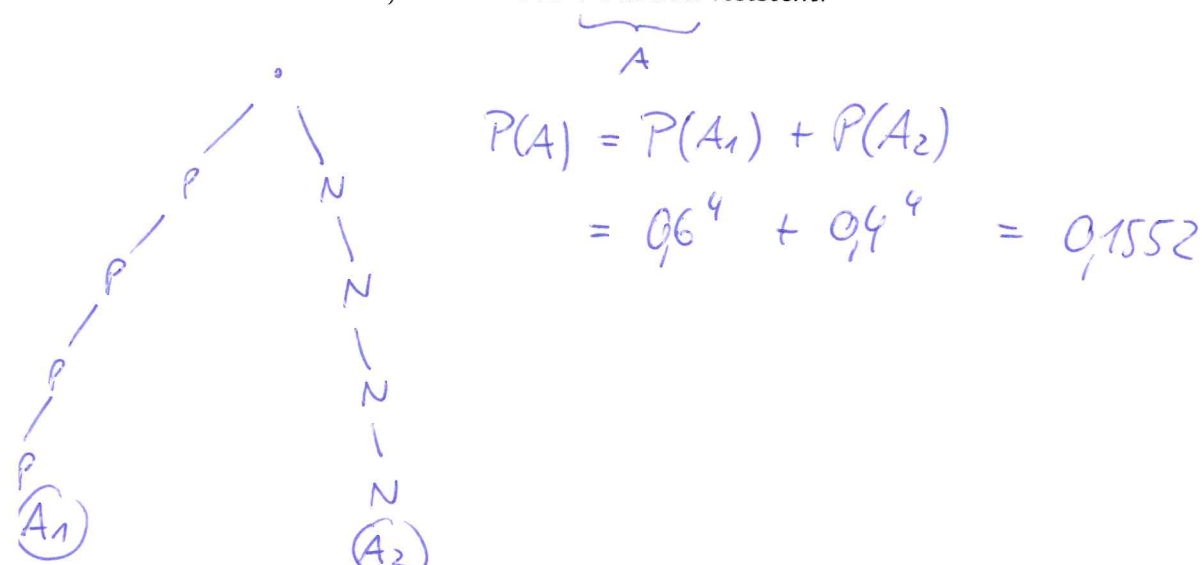 A
P(A) = P(A₁) + P(A₂)
= 0,6⁴ + 0,4⁴ = 0,1552
P N
P N
P N
P N
A₁ A₂